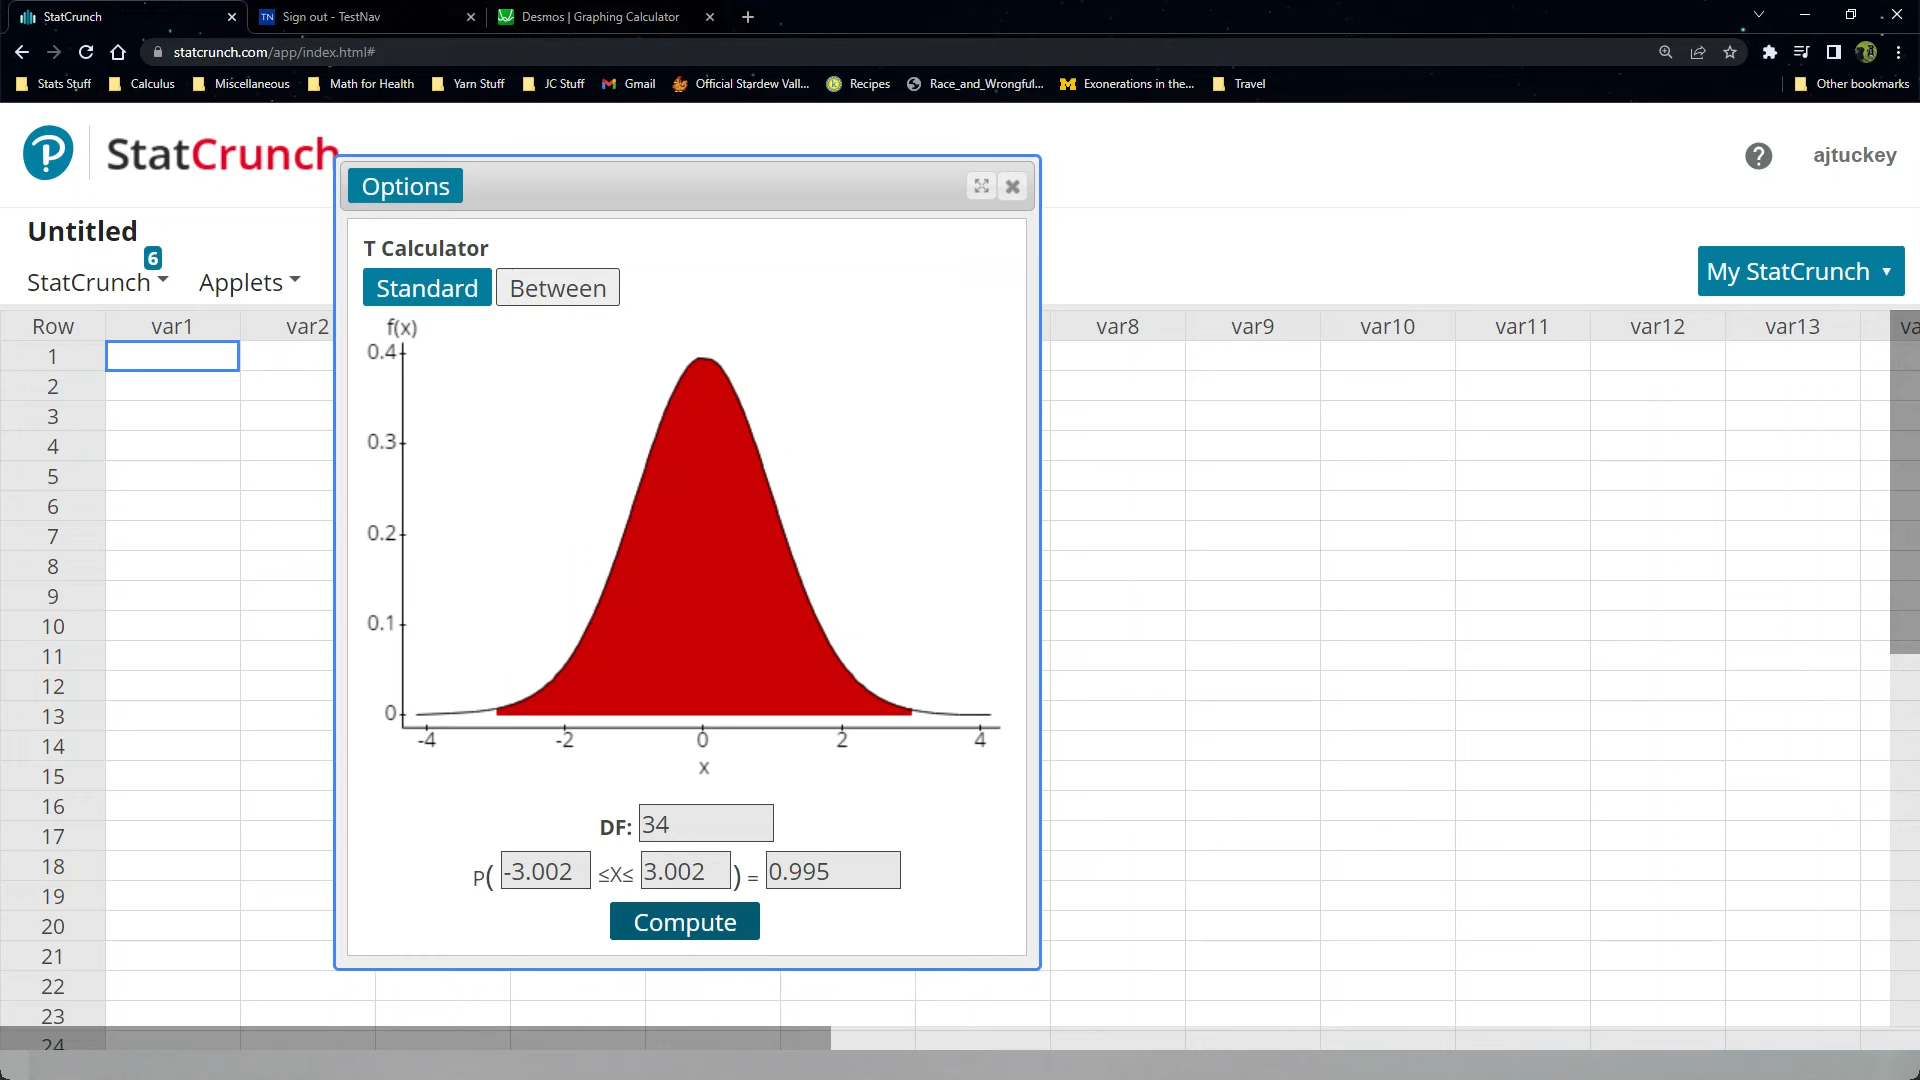 StatCrunch
TN Sign out - TestNav
Desmos | Graphing Calculator
statcrunch.com/app/index.html#
Stats Stuff
Calculus
Miscellaneous
Math for Health
Yarn Stuff
JC Stuff
Gmail
Official Stardew Vall...
Recipes
Race_and_Wrongful...
Exonerations in the...
Travel
Other bookmarks
StatCrunch
?
ajtuckey
Untitled
StatCrunch
6
Applets
My StatCrunch
Options
T Calculator
Standard
Between
f(x)
0.4
0.3
0.2
0.1
0
-4 -2 0 2 4
x
DF: 34
P( -3.002 ≤X≤ 3.002 ) = 0.995
Compute
Row var1 var2 var8 var9 var10 var11 var12 var13 va
1
2
3
4
5
6
7
8
9
10
11
12
13
14
15
16
17
18
19
20
21
22
23
24